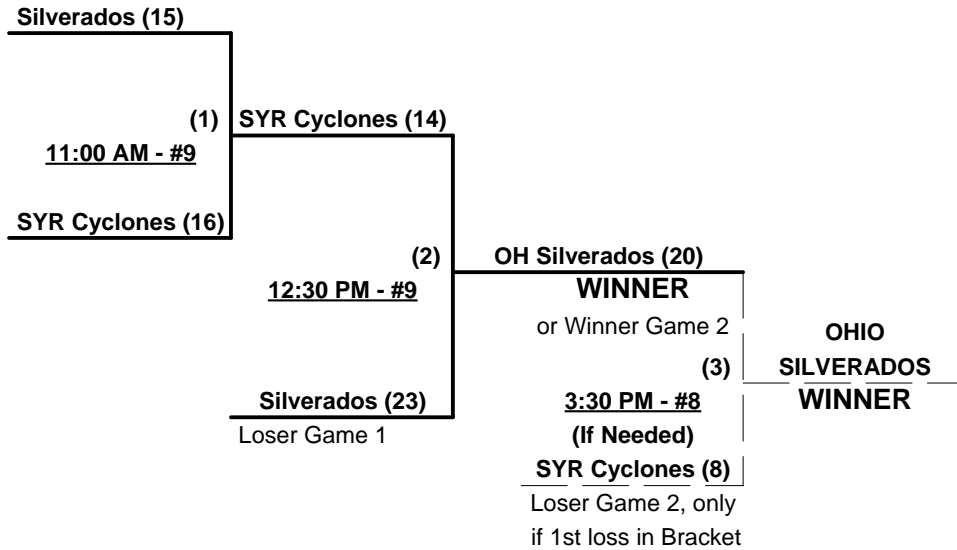 Silverados (15)
(1)
SYR Cyclones (14)
11:00 AM - #9
SYR Cyclones (16)
(2)
OH Silverados (20)
12:30 PM - #9
WINNER
or Winner Game 2
OHIO
(3)
SILVERADOS
Silverados (23)
3:30 PM - #8
WINNER
Loser Game 1
(If Needed)
SYR Cyclones (8)
Loser Game 2, only
if 1st loss in Bracket